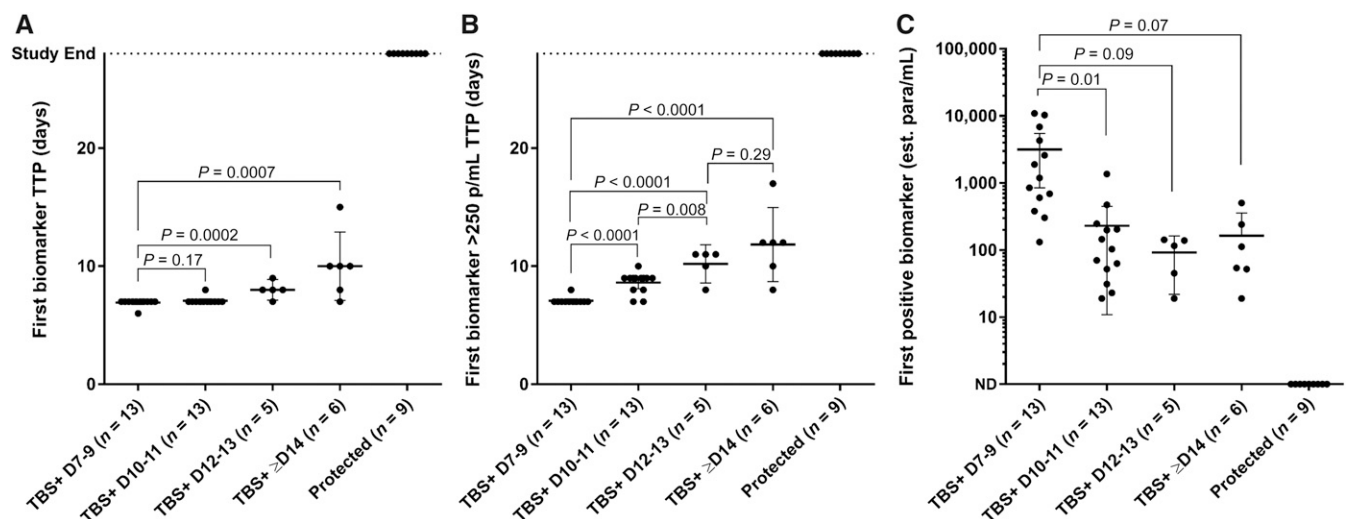 A
Study End
20
10
0
First biomarker TTP (days)
P = 0.0007
P = 0.0002
P = 0.17
TBS+ D7-9 (n = 13)
TBS+ D10-11 (n = 13)
TBS+ D12-13 (n = 5)
TBS+ ≥D14 (n = 6)
Protected (n = 9)
B
20
10
0
First biomarker >250 p/mL TTP (days)
P < 0.0001
P = 0.29
P < 0.0001
P = 0.008
P < 0.0001
TBS+ D7-9 (n = 13)
TBS+ D10-11 (n = 13)
TBS+ D12-13 (n = 5)
TBS+ ≥D14 (n = 6)
Protected (n = 9)
C
100,000
10,000
1,000
100
10
ND
First positive biomarker (est. para/mL)
P = 0.07
P = 0.09
P = 0.01
TBS+ D7-9 (n = 13)
TBS+ D10-11 (n = 13)
TBS+ D12-13 (n = 5)
TBS+ ≥D14 (n = 6)
Protected (n = 9)